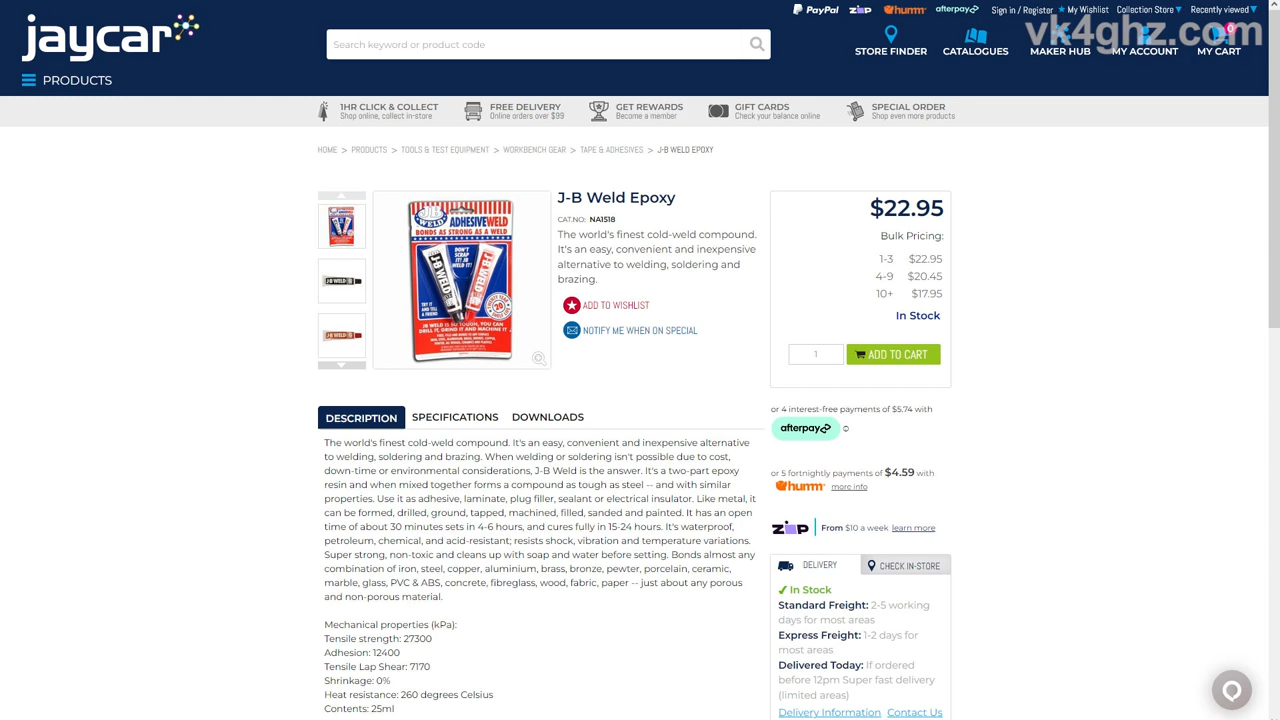 PayPal zip humm afterpay Sign in / Register ★ My Wishlist Collection Store Recently viewed
vk4ghz.com
jaycar
Search keyword or product code
STORE FINDER CATALOGUES MAKER HUB MY ACCOUNT MY CART
0
PRODUCTS
1HR CLICK & COLLECT
Shop online, collect in-store
FREE DELIVERY
Online orders over $99
GET REWARDS
Become a member
GIFT CARDS
Check your balance online
SPECIAL ORDER
Shop even more products
HOME > PRODUCTS > TOOLS & TEST EQUIPMENT > WORKBENCH GEAR > TAPE & ADHESIVES > J-B WELD EPOXY
J-B WELD
ADHESIVE WELD
BONDS AS STRONG AS A WELD
DON'T SCRAP IT! J-B WELD IT!
J-B WELD
J-B WELD
J-B Weld Epoxy
CAT.NO: NA1518
The world's finest cold-weld compound.
It's an easy, convenient and inexpensive
alternative to welding, soldering and
brazing.
ADD TO WISHLIST
NOTIFY ME WHEN ON SPECIAL
$22.95
Bulk Pricing:
1-3 $22.95
4-9 $20.45
10+ $17.95
In Stock
1 ADD TO CART
or 4 interest-free payments of $5.74 with
afterpay
or 5 fortnightly payments of $4.59 with
humm more info
zip From $10 a week learn more
DESCRIPTION SPECIFICATIONS DOWNLOADS
The world's finest cold-weld compound. It's an easy, convenient and inexpensive alternative
to welding, soldering and brazing. When welding or soldering isn't possible due to cost,
down-time or environmental considerations, J-B Weld is the answer. It's a two-part epoxy
resin and when mixed together forms a compound as tough as steel -- and with similar
properties. Use it as adhesive, laminate, plug filler, sealant or electrical insulator. Like metal, it
can be formed, drilled, ground, tapped, machined, filled, sanded and painted. It has an open
time of about 30 minutes sets in 4-6 hours, and cures fully in 15-24 hours. It's waterproof,
petroleum, chemical, and acid-resistant; resists shock, vibration and temperature variations.
Super strong, non-toxic and cleans up with soap and water before setting. Bonds almost any
combination of iron, steel, copper, aluminium, brass, bronze, pewter, porcelain, ceramic,
marble, glass, PVC & ABS, concrete, fibreglass, wood, fabric, paper -- just about any porous
and non-porous material.
Mechanical properties (kPa):
Tensile strength: 27300
Adhesion: 12400
Tensile Lap Shear: 7170
Shrinkage: 0%
Heat resistance: 260 degrees Celsius
Contents: 25ml
DELIVERY CHECK IN-STORE
✔ In Stock
Standard Freight: 2-5 working
days for most areas
Express Freight: 1-2 days for
most areas
Delivered Today: If ordered
before 12pm Super fast delivery
(limited areas)
Delivery Information Contact Us